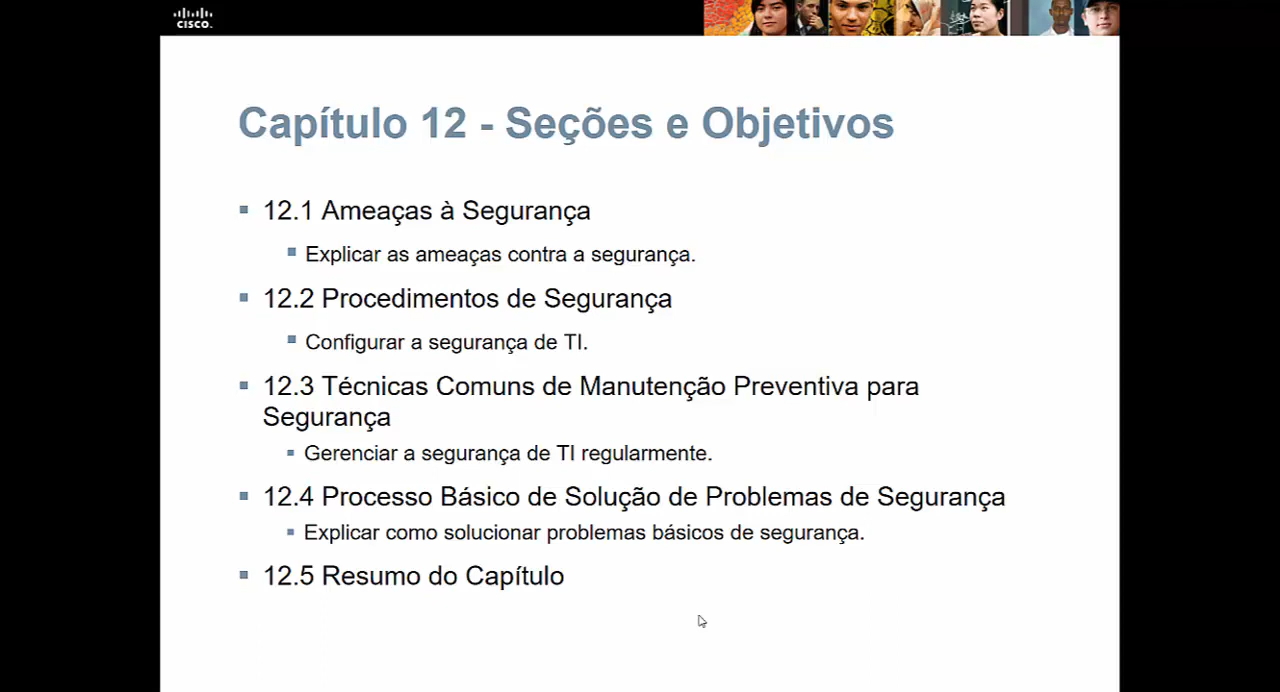 CISCO.
Capítulo 12 - Seções e Objetivos
12.1 Ameaças à Segurança
Explicar as ameaças contra a segurança.
12.2 Procedimentos de Segurança
Configurar a segurança de TI.
12.3 Técnicas Comuns de Manutenção Preventiva para
Segurança
Gerenciar a segurança de TI regularmente.
12.4 Processo Básico de Solução de Problemas de Segurança
Explicar como solucionar problemas básicos de segurança.
12.5 Resumo do Capítulo